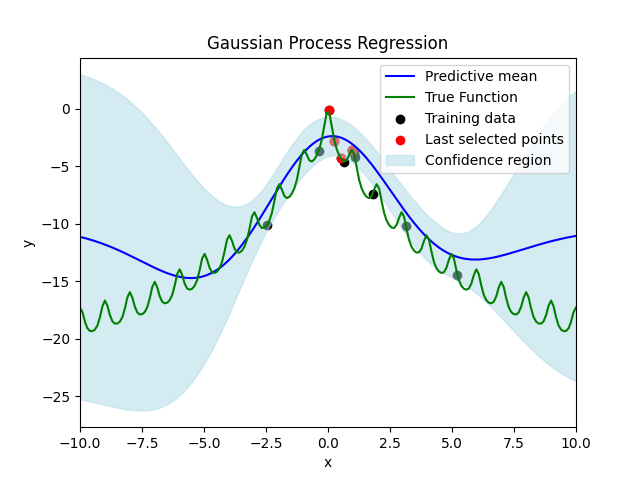 Gaussian Process Regression
Predictive mean
True Function
Training data
Last selected points
Confidence region
y
0
−5
−10
−15
−20
−25
−10.0 −7.5 −5.0 −2.5 0.0 2.5 5.0 7.5 10.0
x